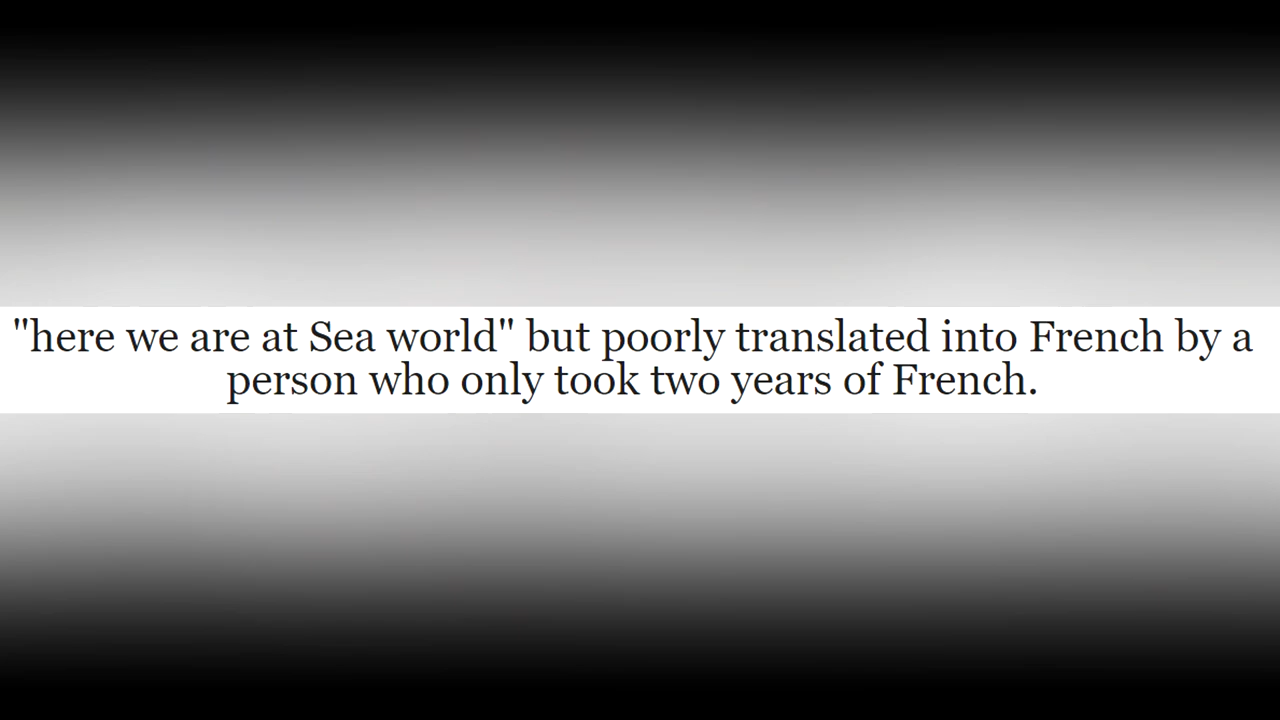 "here we are at Sea world" but poorly translated into French by a
person who only took two years of French.